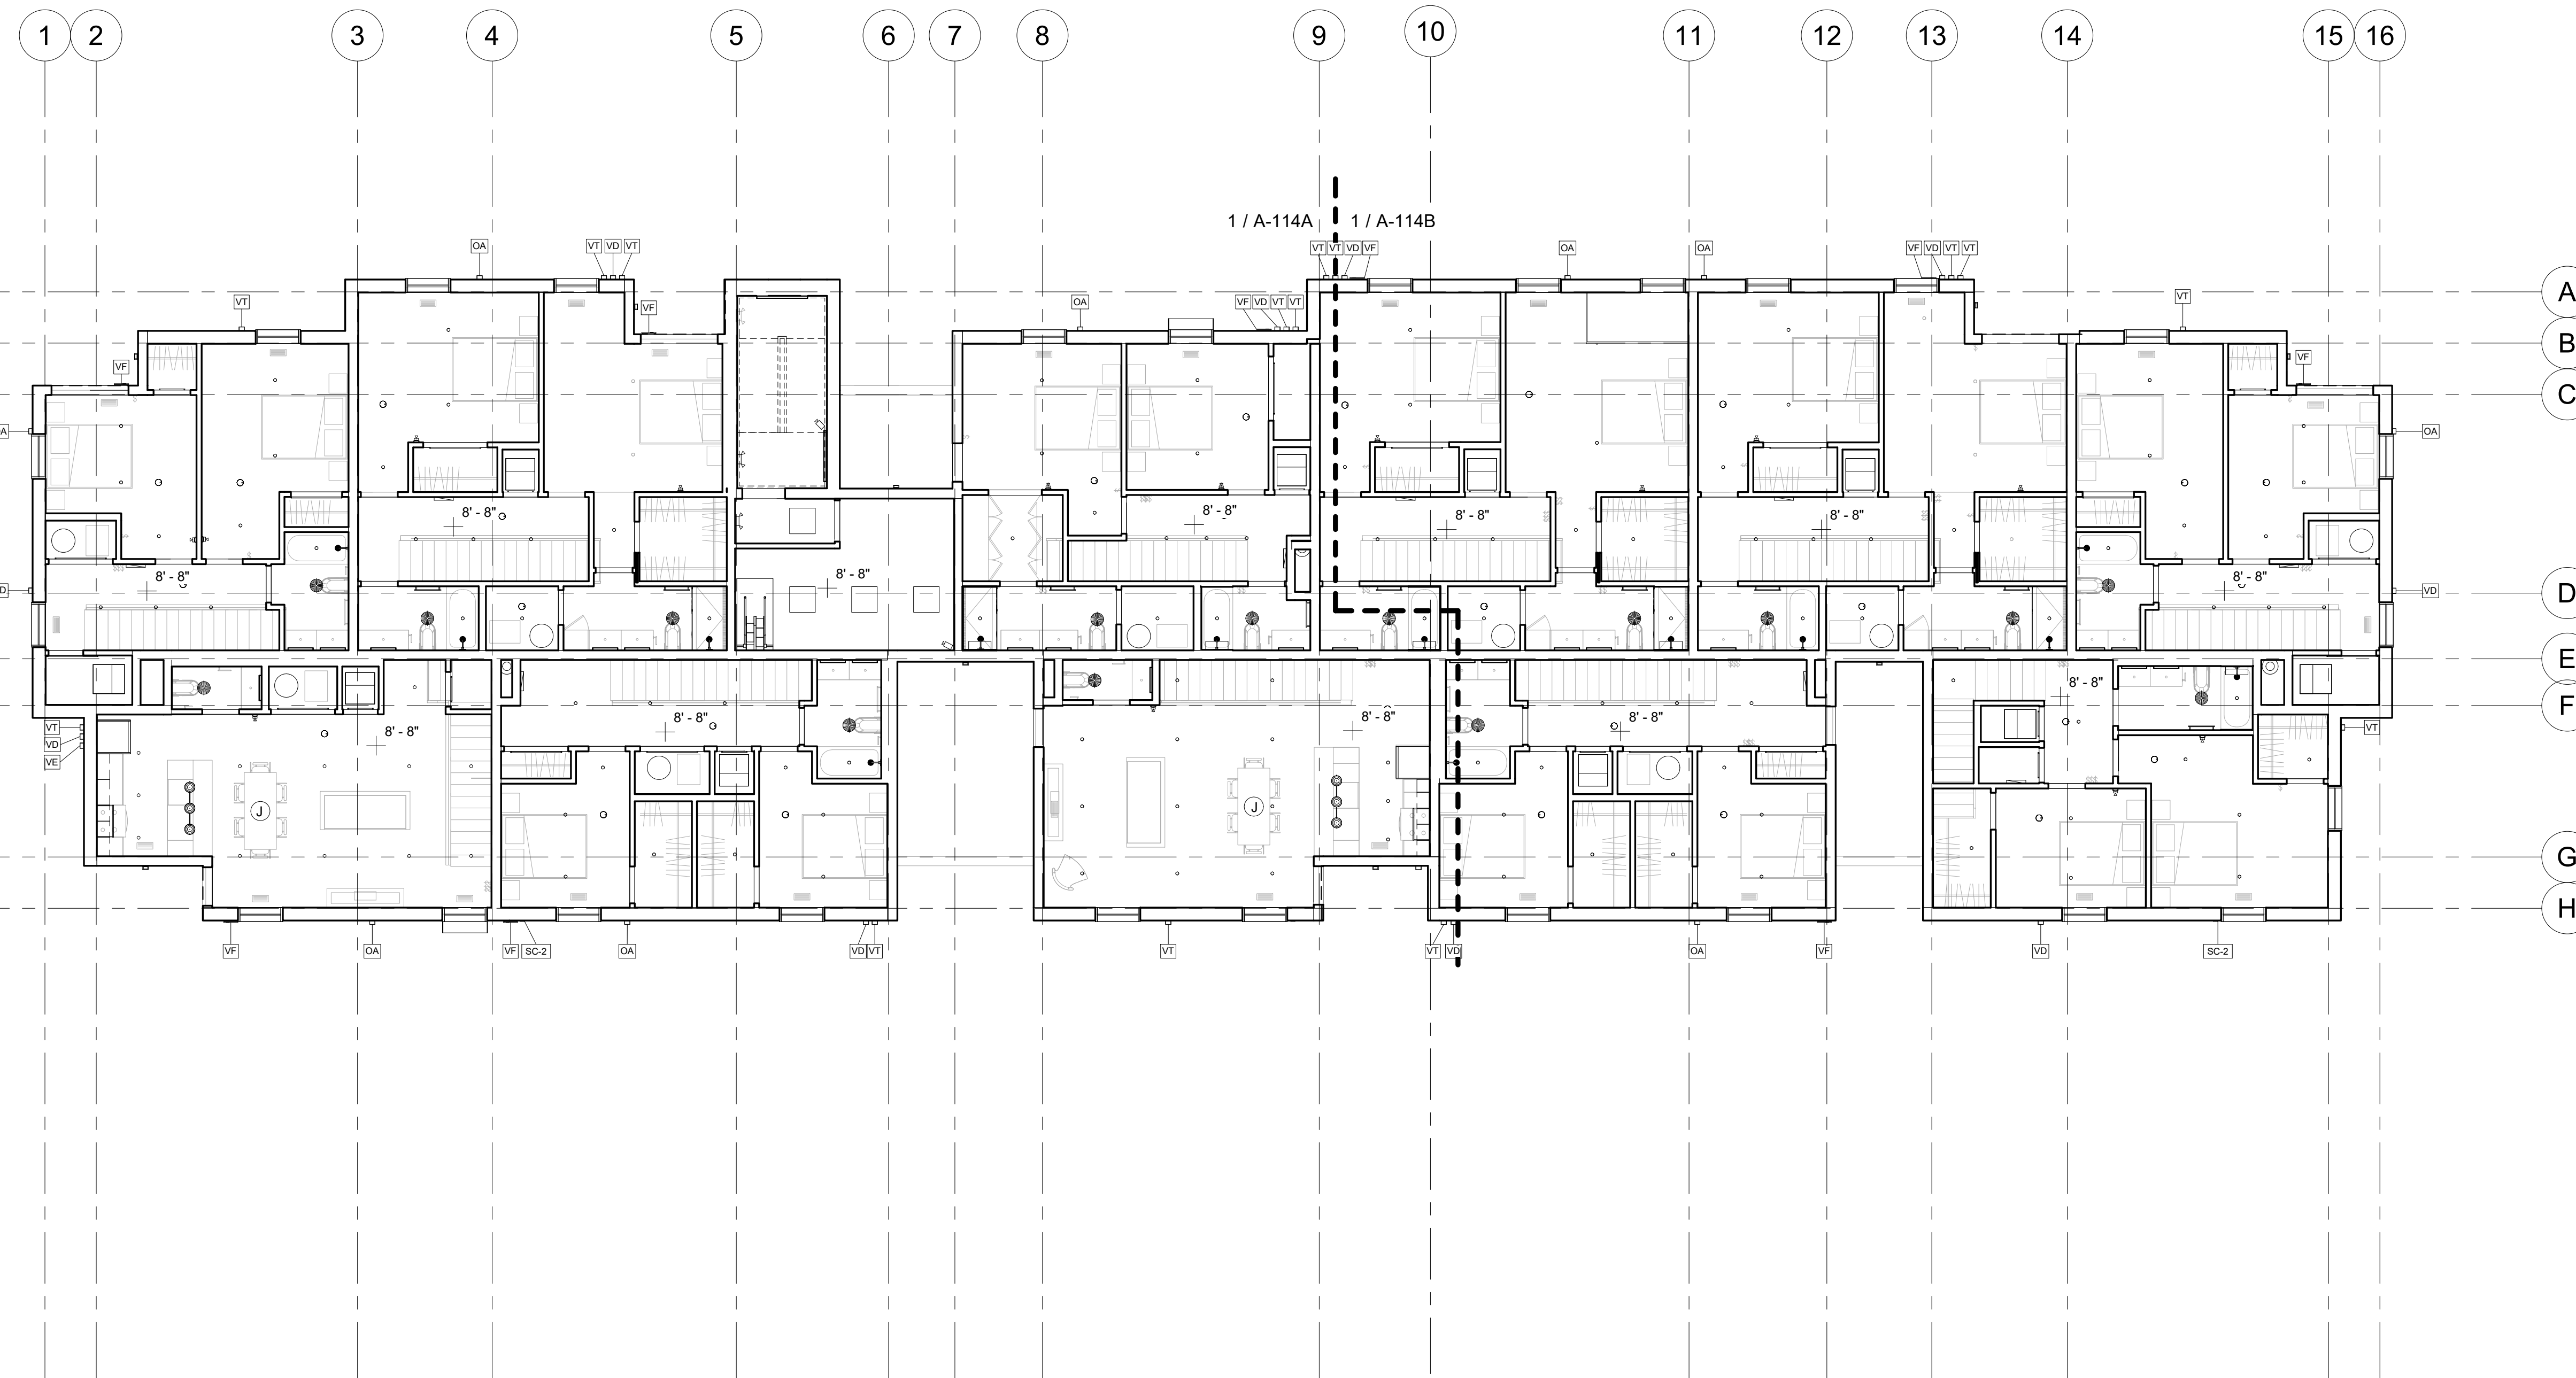 1 2 3 4 5 6 7 8 9 10 11 12 13 14 15 16
1 / A-114A 1 / A-114B
OA VT VD VT VT VT VD VF OA OA VF VD VT VT
VT VF OA VF VD VT VT VT
A
B
VF VF
C
OA
8' - 8" 8' - 8" 8' - 8" 8' - 8"
8' - 8" 8' - 8" 8' - 8"
D
VD
E
8' - 8"
F
8' - 8" 8' - 8" 8' - 8" 8' - 8"
VT VT
VD
VE
J J
G
H
VF OA VF SC-2 OA VD VT VT VT VD OA VF VD SC-2